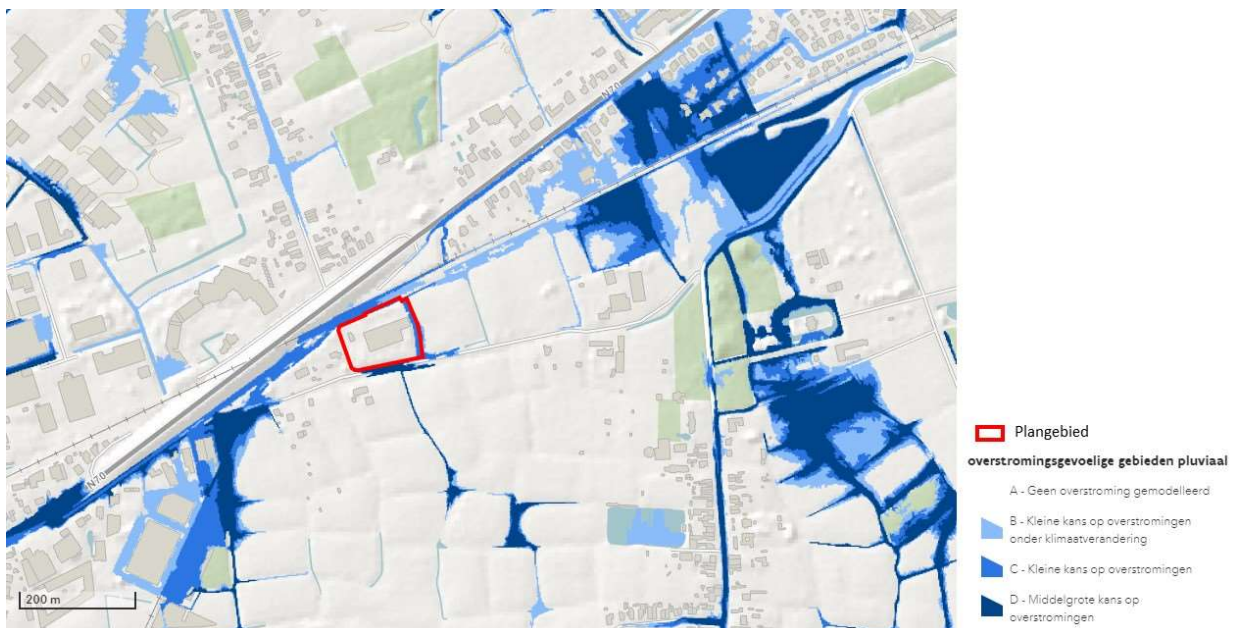 N70
N70
200 m
Plangebied
overstromingsgevoelige gebieden pluviaal
A - Geen overstroming gemodelleerd
B - Kleine kans op overstromingen
onder klimaatverandering
C - Kleine kans op overstromingen
D - Middelgrote kans op
overstromingen